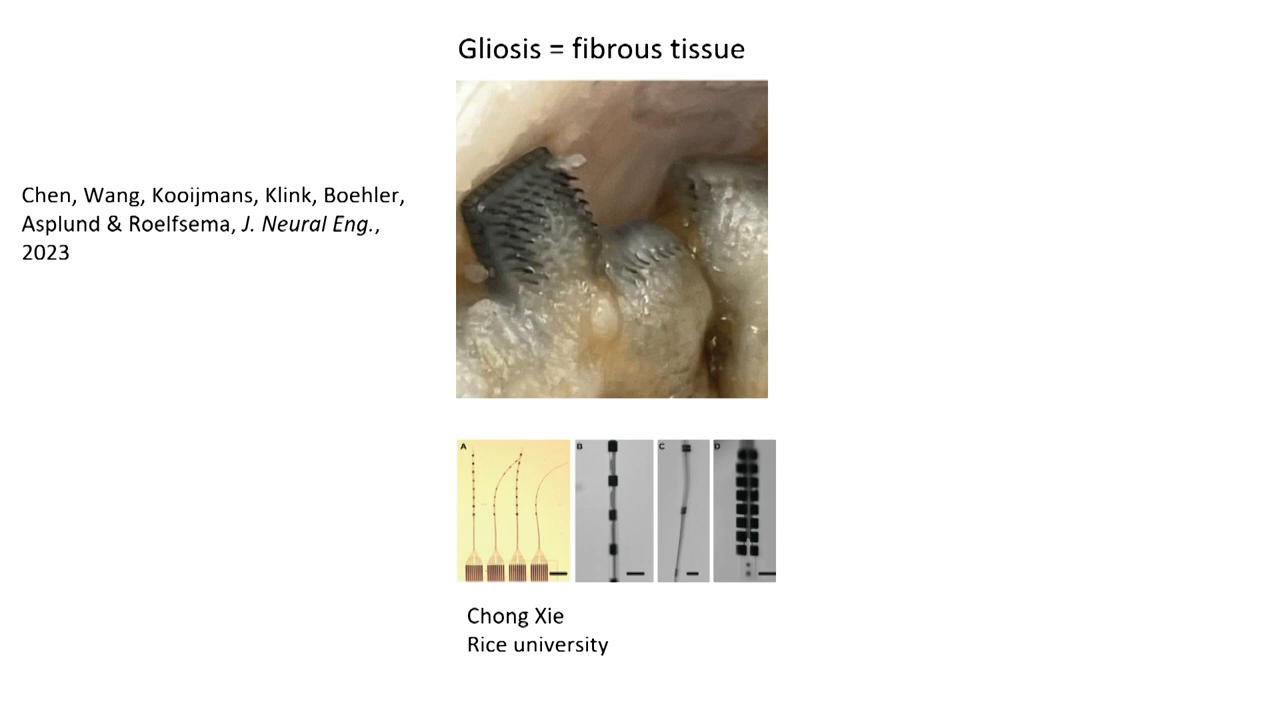 Gliosis = fibrous tissue
Chen, Wang, Kooijmans, Klink, Boehler,
Asplund & Roelfsema, J. Neural Eng.,
2023
A
B
C
D
Chong Xie
Rice university